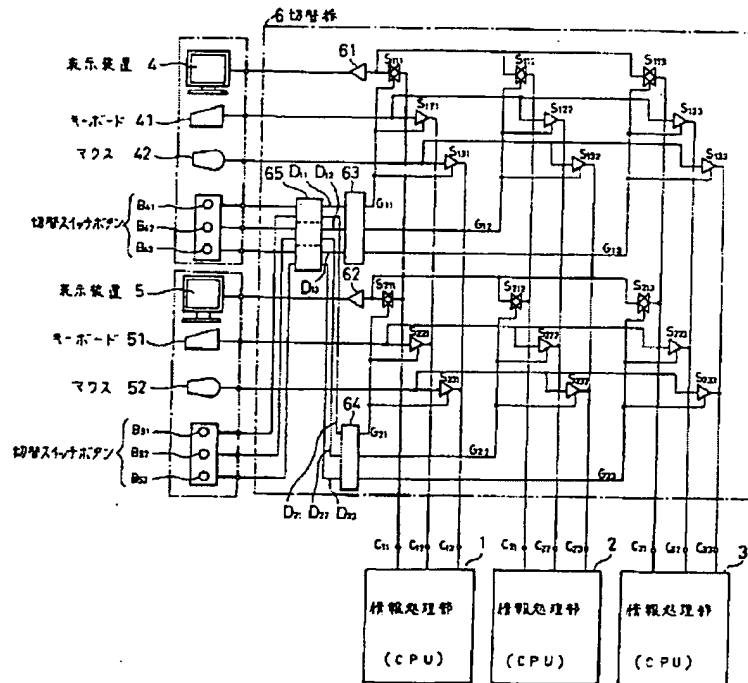 6 切替部
表示装置 4
61
S111
S112
S113
キーボード 41
S121
S122
S123
マウス 42
S131
S132
S133
65
D11
D12
63
B41
G11
切替スイッチボタン
B42
G12
B43
G13
D13
62
表示装置 5
S211
S212
S213
キーボード 51
S221
S222
S223
マウス 52
S231
S232
S233
64
B51
G21
切替スイッチボタン
B52
G22
B53
G23
D21 D22 D23
C11 C12 C13 1
C21 C22 C23 2
C31 C32 C33 3
情報処理部
(CPU)
情報処理部
(CPU)
情報処理部
(CPU)